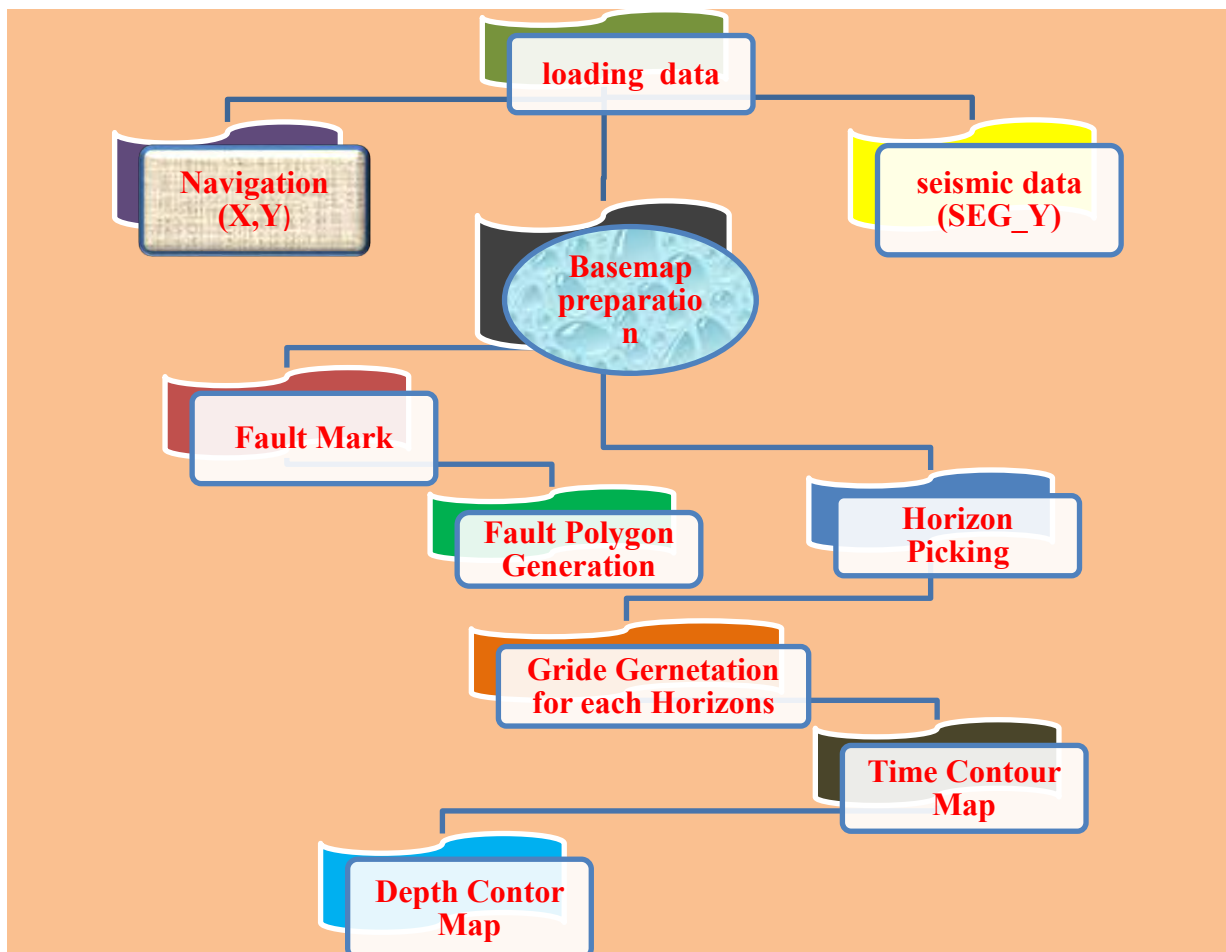 loading data
Navigation
(X,Y)
seismic data
(SEG_Y)
Basemap
preparatio
n
Fault Mark
Fault Polygon
Generation
Horizon
Picking
Gride Gernetation
for each Horizons
Time Contour
Map
Depth Contor
Map